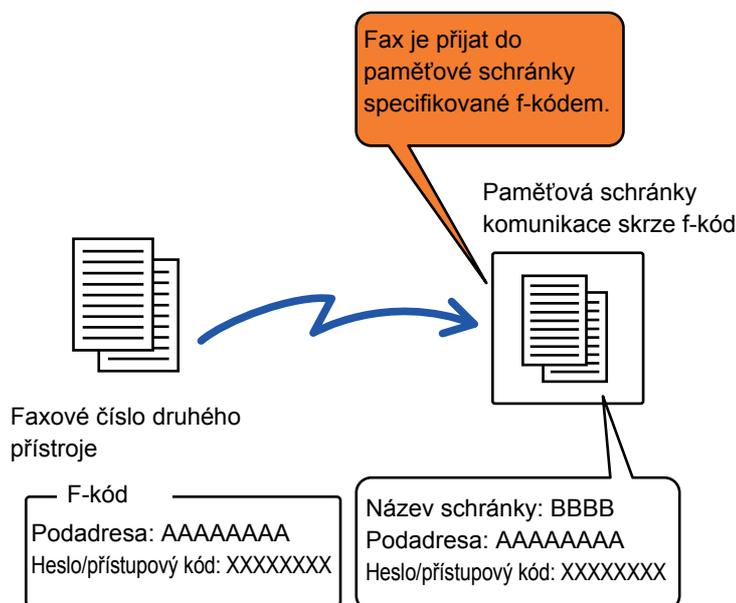 Fax je přijat do
paměťové schránky
specifikované f-kódem.
Paměťová schránky
komunikace skrze f-kód
Faxové číslo druhého
přístroje
F-kód
Podadresa: AAAAAAAA
Heslo/přístupový kód: XXXXXXXX
Název schránky: BBBB
Podadresa: AAAAAAAA
Heslo/přístupový kód: XXXXXXXX